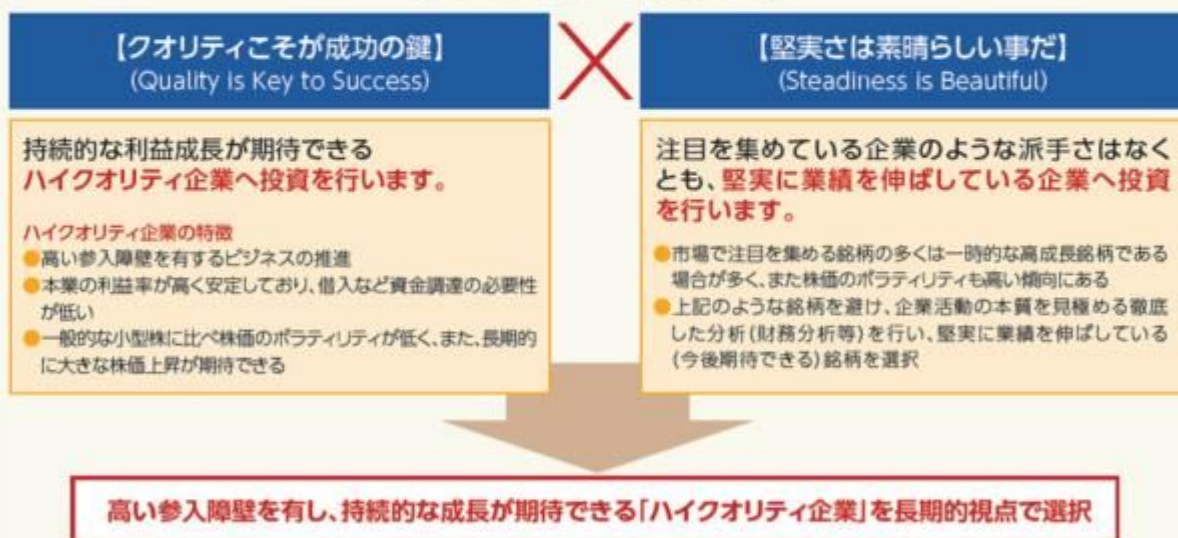 【クオリティこそが成功の鍵】
(Quality is Key to Success)
持続的な利益成長が期待できる
ハイクオリティ企業へ投資を行います。
ハイクオリティ企業の特徴
●高い参入障壁を有するビジネスの推進
●本業の利益率が高く安定しており、借入など資金調達の必要性
が低い
●一般的な小型株に比べ株価のボラティリティが低く、また、長期的
に大きな株価上昇が期待できる
【堅実さは素晴らしい事だ】
(Steadiness is Beautiful)
注目を集めている企業のような派手さはなく
とも、堅実に業績を伸ばしている企業へ投資
を行います。
●市場で注目を集める銘柄の多くは一時的な高成長銘柄である
場合が多く、また株価のボラティリティも高い傾向にある
●上記のような銘柄を避け、企業活動の本質を見極める徹底
した分析(財務分析等)を行い、堅実に業績を伸ばしている
(今後期待できる)銘柄を選択
高い参入障壁を有し、持続的な成長が期待できる「ハイクオリティ企業」を長期的視点で選択